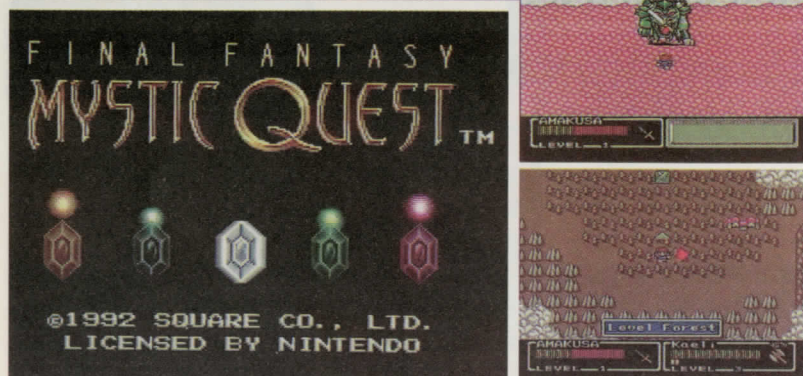 FINAL FANTASY
MYSTIC QUEST TM
©1992 SQUARE CO., LTD.
LICENSED BY NINTENDO
AMAKUSA
LEVEL 1
Level Forest
AMAKUSA
LEVEL 1
Kaeli
LEVEL